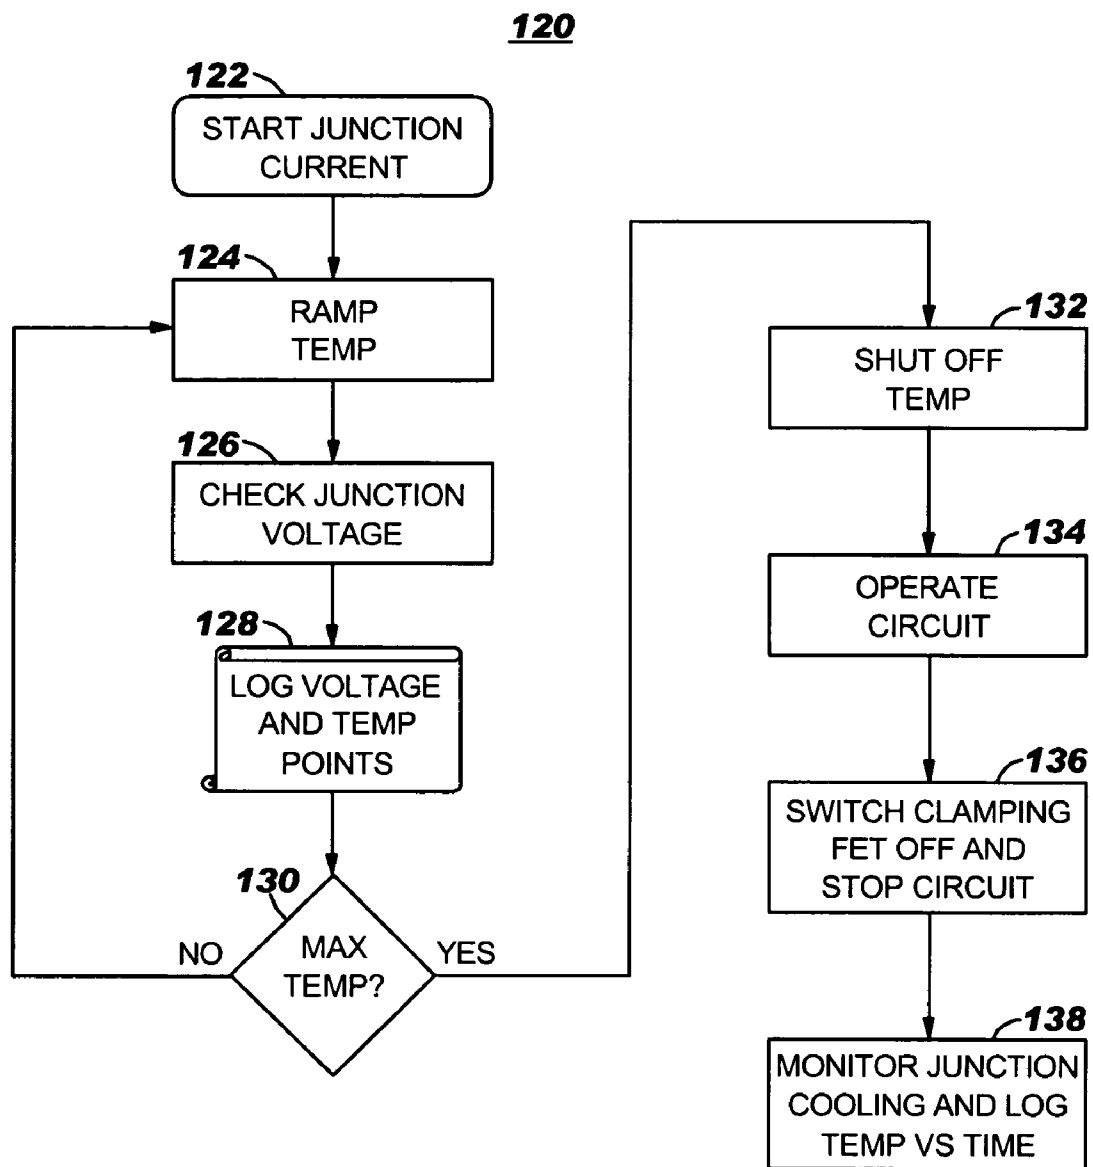 120
122
START JUNCTION
CURRENT
124
RAMP
TEMP
126
CHECK JUNCTION
VOLTAGE
128
LOG VOLTAGE
AND TEMP
POINTS
130
MAX
TEMP?
NO
YES
132
SHUT OFF
TEMP
134
OPERATE
CIRCUIT
136
SWITCH CLAMPING
FET OFF AND
STOP CIRCUIT
138
MONITOR JUNCTION
COOLING AND LOG
TEMP VS TIME